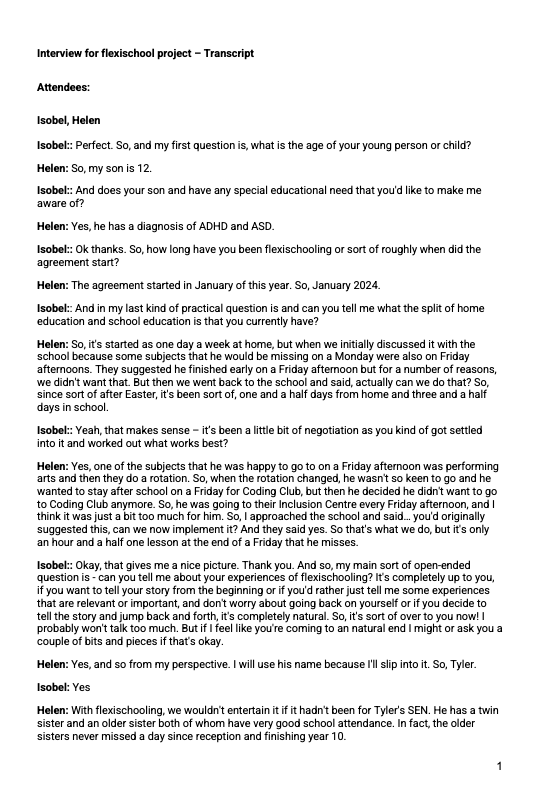 Interview for flexischool project – Transcript
Attendees:
Isobel, Helen
Isobel:: Perfect. So, and my first question is, what is the age of your young person or child?
Helen: So, my son is 12.
Isobel:: And does your son and have any special educational need that you'd like to make me
aware of?
Helen: Yes, he has a diagnosis of ADHD and ASD.
Isobel:: Ok thanks. So, how long have you been flexischooling or sort of roughly when did the
agreement start?
Helen: The agreement started in January of this year. So, January 2024.
Isobel:: And in my last kind of practical question is and can you tell me what the split of home
education and school education is that you currently have?
Helen: So, it's started as one day a week at home, but when we initially discussed it with the
school because some subjects that he would be missing on a Monday were also on Friday
afternoons. They suggested he finished early on a Friday afternoon but for a number of reasons,
we didn't want that. But then we went back to the school and said, actually can we do that? So,
since sort of after Easter, it's been sort of, one and a half days from home and three and a half
days in school.
Isobel:: Yeah, that makes sense – it's been a little bit of negotiation as you kind of got settled
into it and worked out what works best?
Helen: Yes, one of the subjects that he was happy to go to on a Friday afternoon was performing
arts and then they do a rotation. So, when the rotation changed, he wasn't so keen to go and he
wanted to stay after school on a Friday for Coding Club, but then he decided he didn't want to go
to Coding Club anymore. So, he was going to their Inclusion Centre every Friday afternoon, and I
think it was just a bit too much for him. So, I approached the school and said... you'd originally
suggested this, can we now implement it? And they said yes. So that's what we do, but it's only
an hour and a half one lesson at the end of a Friday that he misses.
Isobel:: Okay, that gives me a nice picture. Thank you. And so, my main sort of open-ended
question is - can you tell me about your experiences of flexischooling? It's completely up to you,
if you want to tell your story from the beginning or if you'd rather just tell me some experiences
that are relevant or important, and don't worry about going back on yourself or if you decide to
tell the story and jump back and forth, it's completely natural. So, it's sort of over to you now! I
probably won't talk too much. But if I feel like you're coming to an natural end I might or ask you a
couple of bits and pieces if that's okay.
Helen: Yes, and so from my perspective. I will use his name because I'll slip into it. So, Tyler.
Isobel: Yes
Helen: With flexischooling, we wouldn't entertain it if it hadn't been for Tyler's SEN. He has a twin
sister and an older sister both of whom have very good school attendance. In fact, the older
sisters never missed a day since reception and finishing year 10.
1